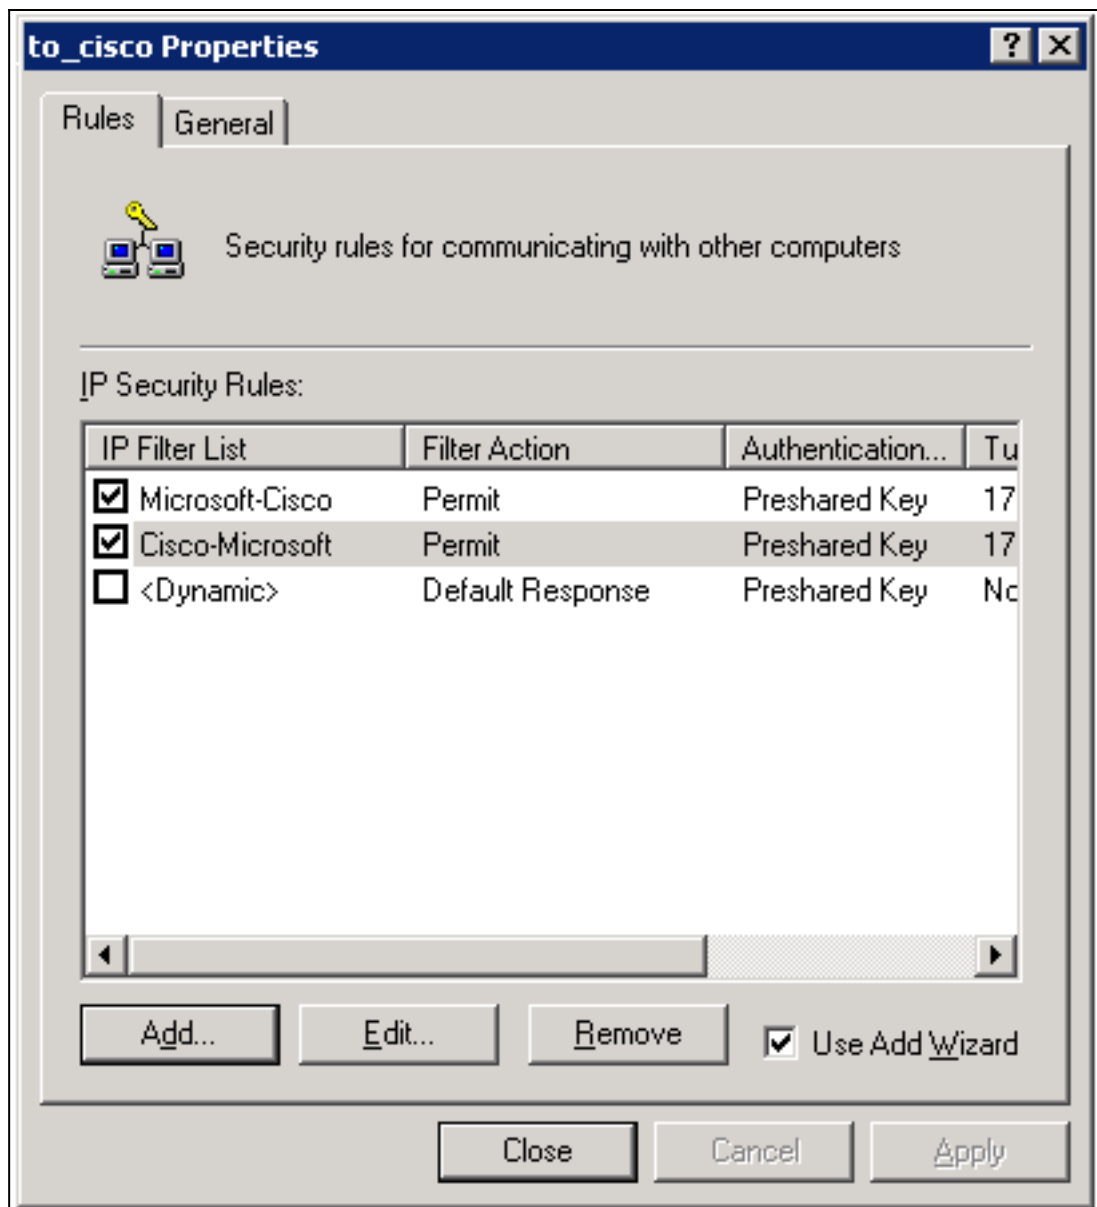 to_cisco Properties ?
Rules General
Security rules for communicating with other computers
IP Security Rules:
IP Filter List Filter Action Authentication... Tu
Microsoft-Cisco Permit Preshared Key 17
Cisco-Microsoft Permit Preshared Key 17
<Dynamic> Default Response Preshared Key No
Add... Edit... Remove Use Add Wizard
Close Cancel Apply